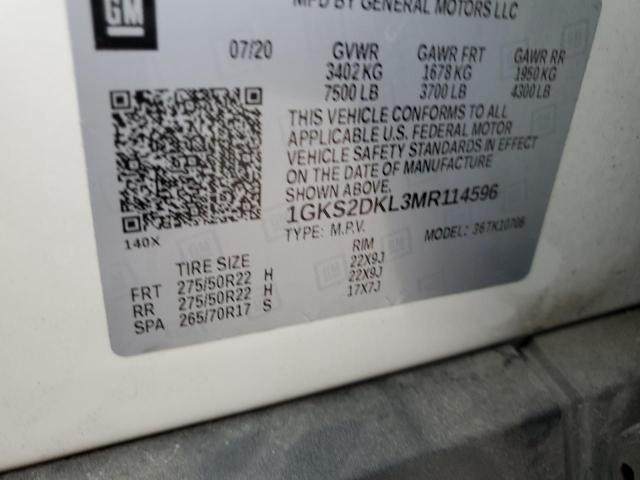 GM
MFD BY GENERAL MOTORS LLC
07/20 GVWR GAWR FRT GAWR RR
3402 KG 1678 KG 1950 KG
7500 LB 3700 LB 4300 LB
THIS VEHICLE CONFORMS TO ALL
APPLICABLE U.S. FEDERAL MOTOR
VEHICLE SAFETY STANDARDS IN EFFECT
ON THE DATE OF MANUFACTURE
SHOWN ABOVE.
1GKS2DKL3MR114596
140X TYPE: M.P.V. MODEL: 36TK10706
TIRE SIZE RIM
FRT 275/50R22 H 22X9J
RR 275/50R22 H 22X9J
SPA 265/70R17 S 17X7J